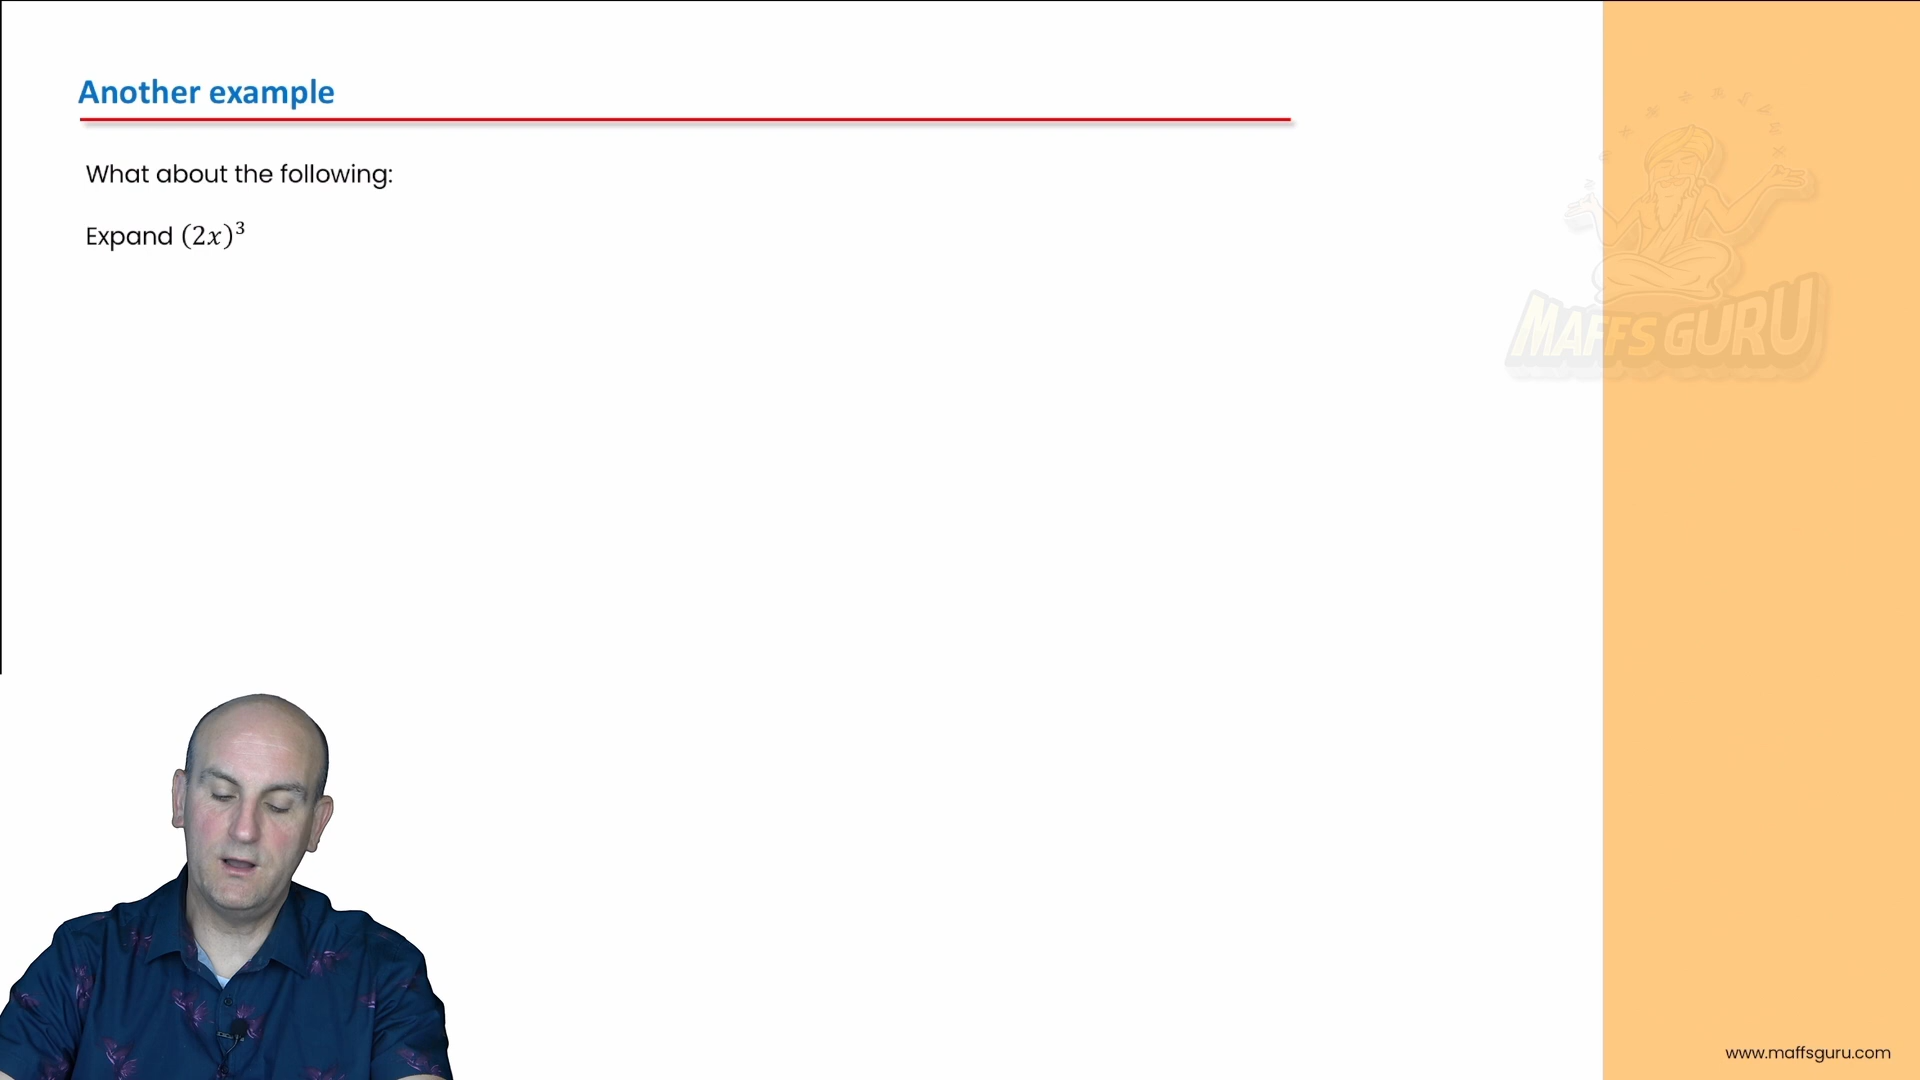 Another example
What about the following:
Expand (2x)³
MAFFS GURU
www.maffsguru.com